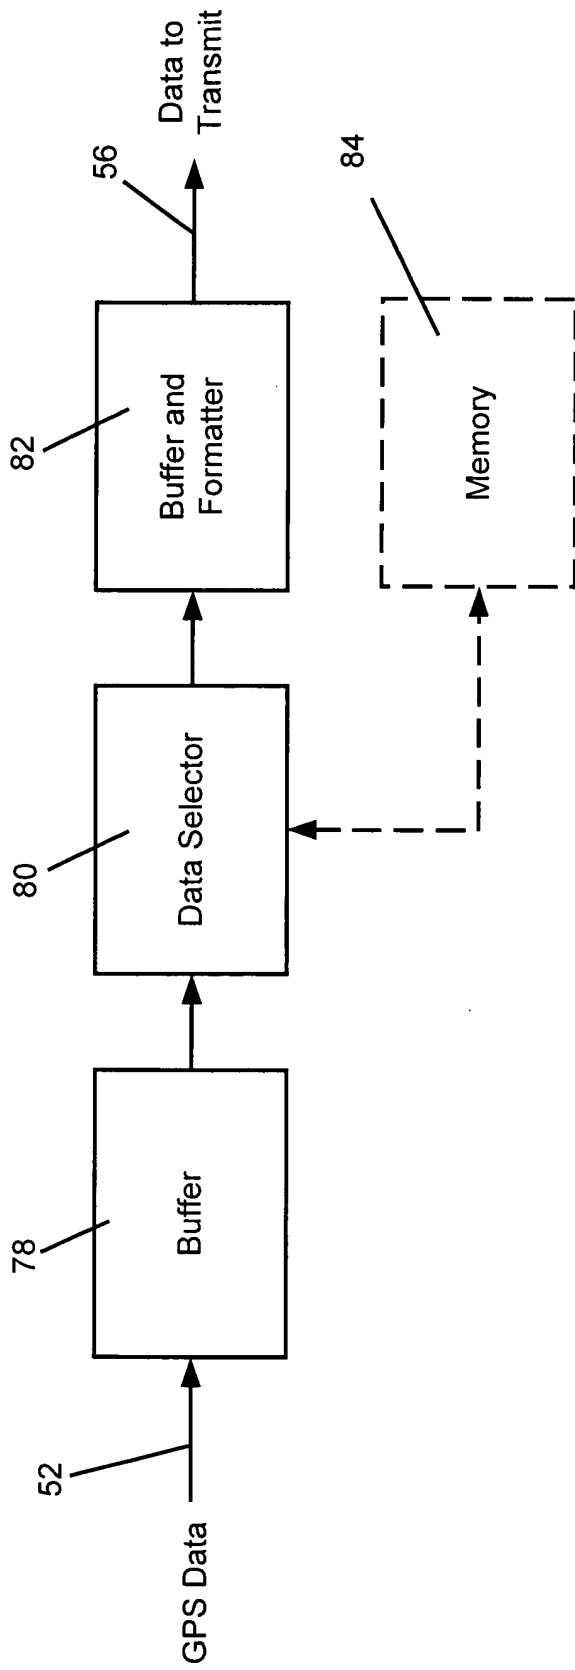 GPS Data
52
78
Buffer
80
Data Selector
82
Buffer and
Formatter
56
Data to
Transmit
84
Memory